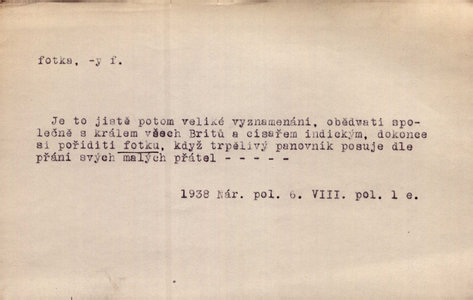 fotka, -y f.
Je to jistě potom veliké vyznamenání, obědvati spo-
lečně s králem všech Britů a císařem indickým, dokonce
si poříditi fotku, když trpělivý panovník posuje dle
přání svých malých přátel - - - - -
1938 Nár. pol. 6. VIII. pol. 1 e.